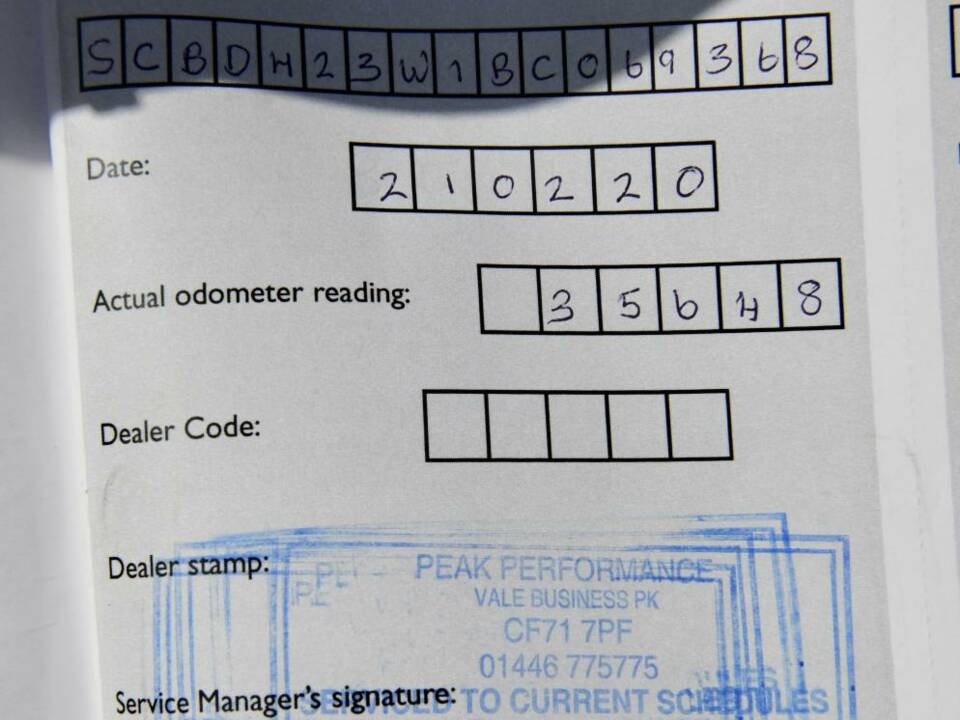 SCBDH23W1BC069368
Date: 210220
Actual odometer reading: 35648
Dealer Code:
Dealer stamp:
PEAK PERFORMANCE
VALE BUSINESS PK
CF71 7PF
01446 775775
Service Manager's signature:
SERVICED TO CURRENT SCHEDULES